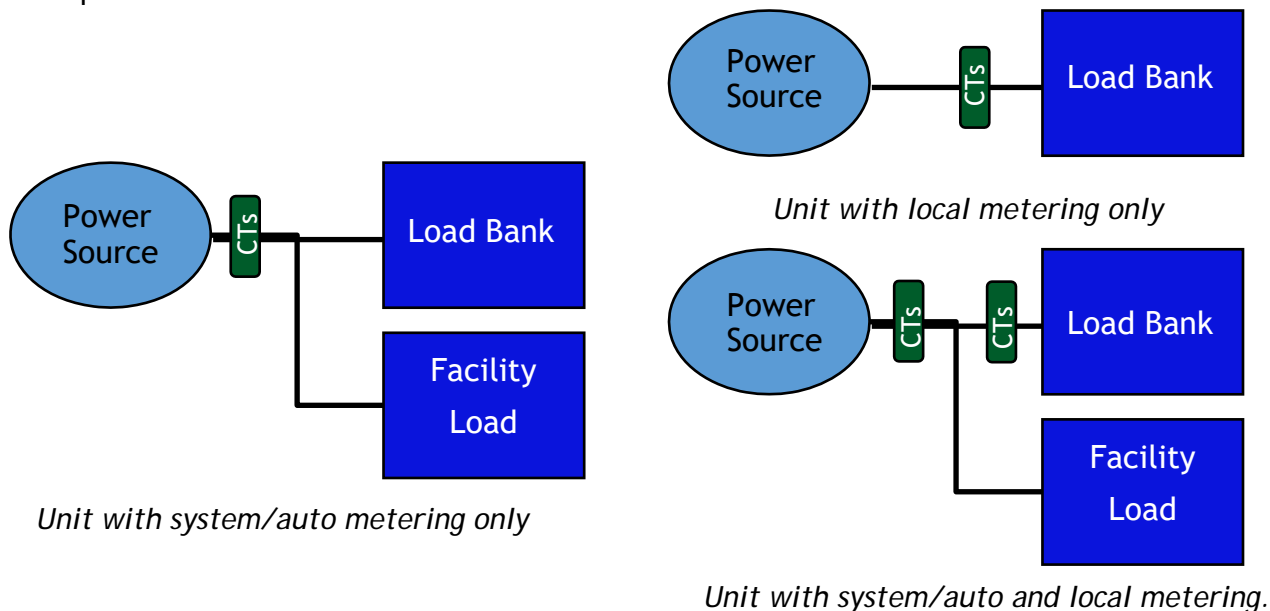 Power
Source
CTs
Load Bank
Facility
Load
Unit with system/auto metering only
Power
Source
CTs
Load Bank
Unit with local metering only
Power
Source
CTs
CTs
Load Bank
Facility
Load
Unit with system/auto and local metering.